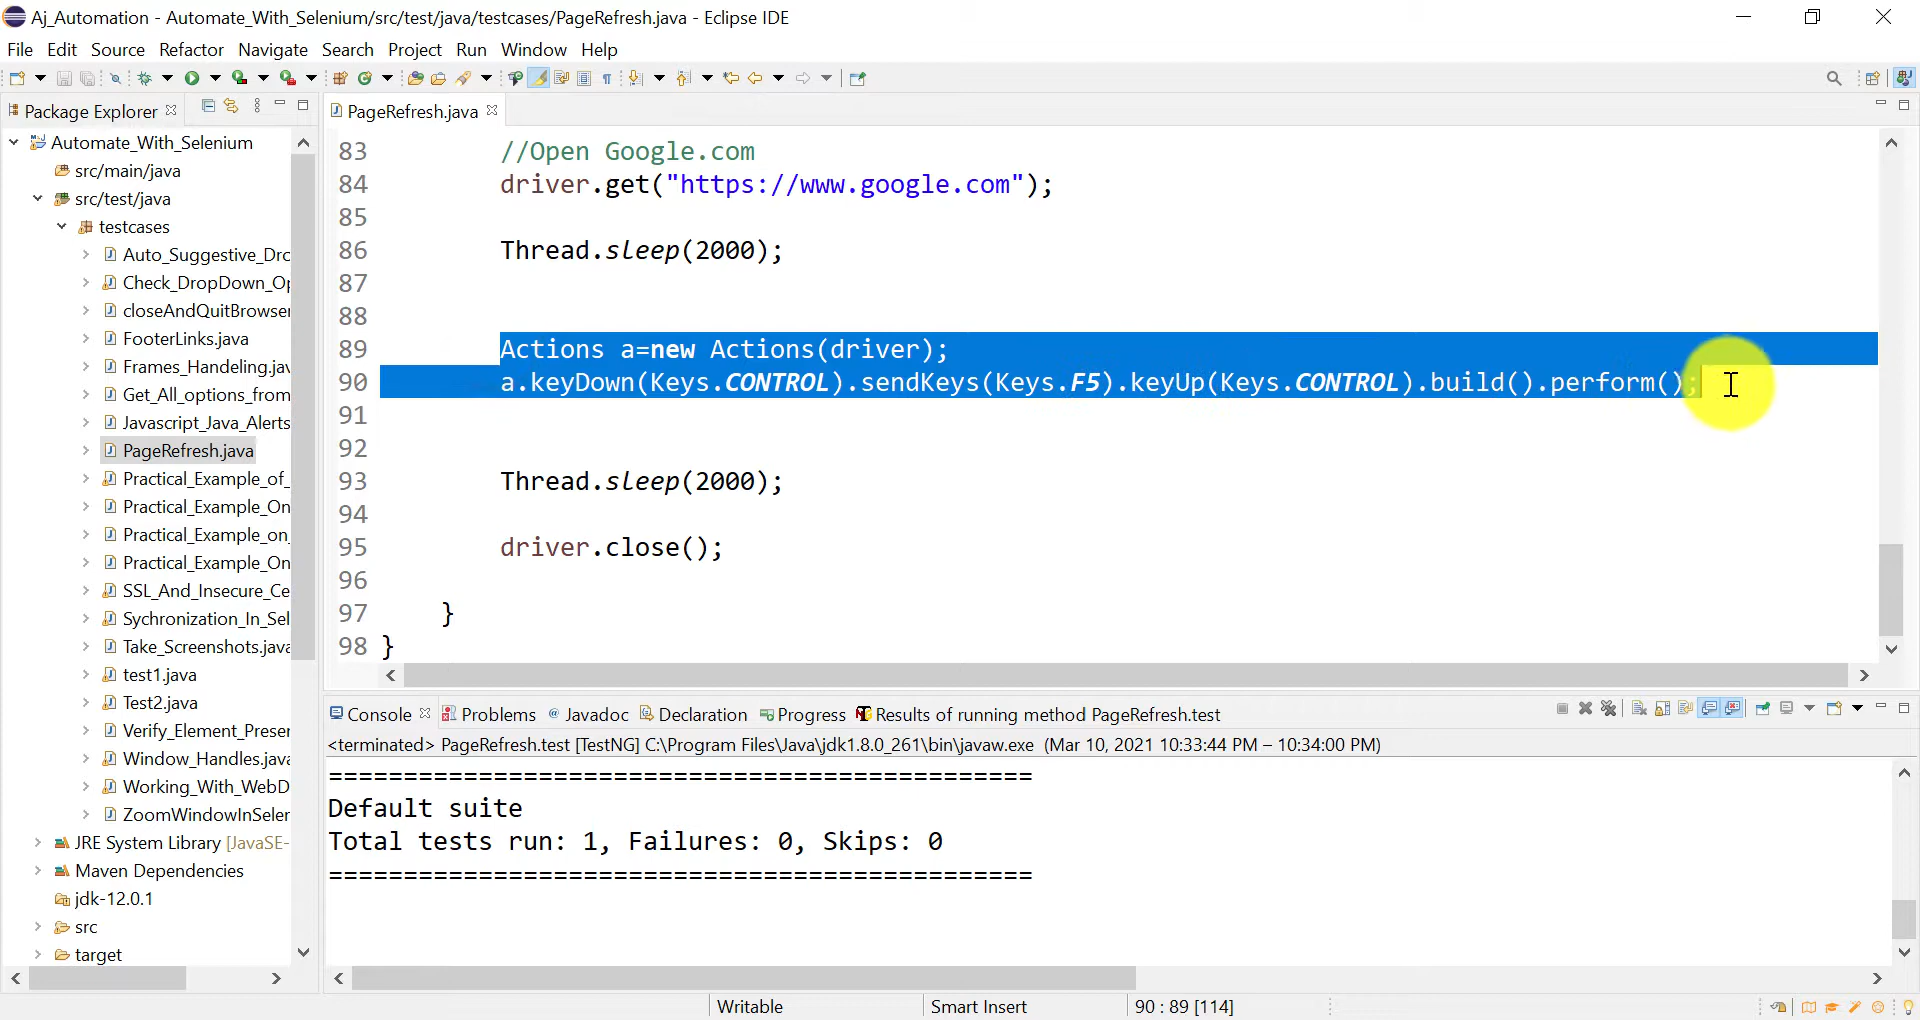 Aj_Automation - Automate_With_Selenium/src/test/java/testcases/PageRefresh.java - Eclipse IDE
File Edit Source Refactor Navigate Search Project Run Window Help
Package Explorer
Automate_With_Selenium
src/main/java
src/test/java
testcases
Auto_Suggestive_Drc
Check_DropDown_Op
closeAndQuitBrowser
FooterLinks.java
Frames_Handeling.jav
Get_All_options_from
Javascript_Java_Alerts
PageRefresh.java
Practical_Example_of_
Practical_Example_On
Practical_Example_on_
Practical_Example_On
SSL_And_Insecure_Ce
Sychronization_In_Sel
Take_Screenshots.java
test1.java
Test2.java
Verify_Element_Preser
Window_Handles.java
Working_With_WebD
ZoomWindowInSeler
JRE System Library [JavaSE-
Maven Dependencies
jdk-12.0.1
src
target
PageRefresh.java
83 //Open Google.com
84 driver.get("https://www.google.com");
85
86 Thread.sleep(2000);
87
88
89 Actions a=new Actions(driver);
90 a.keyDown(Keys.CONTROL).sendKeys(Keys.F5).keyUp(Keys.CONTROL).build().perform();
91
92
93 Thread.sleep(2000);
94
95 driver.close();
96
97 }
98 }
Console Problems @ Javadoc Declaration Progress Results of running method PageRefresh.test
<terminated> PageRefresh.test [TestNG] C:\Program Files\Java\jdk1.8.0_261\bin\javaw.exe (Mar 10, 2021 10:33:44 PM – 10:34:00 PM)
===============================================
Default suite
Total tests run: 1, Failures: 0, Skips: 0
===============================================
Writable Smart Insert 90 : 89 [114]